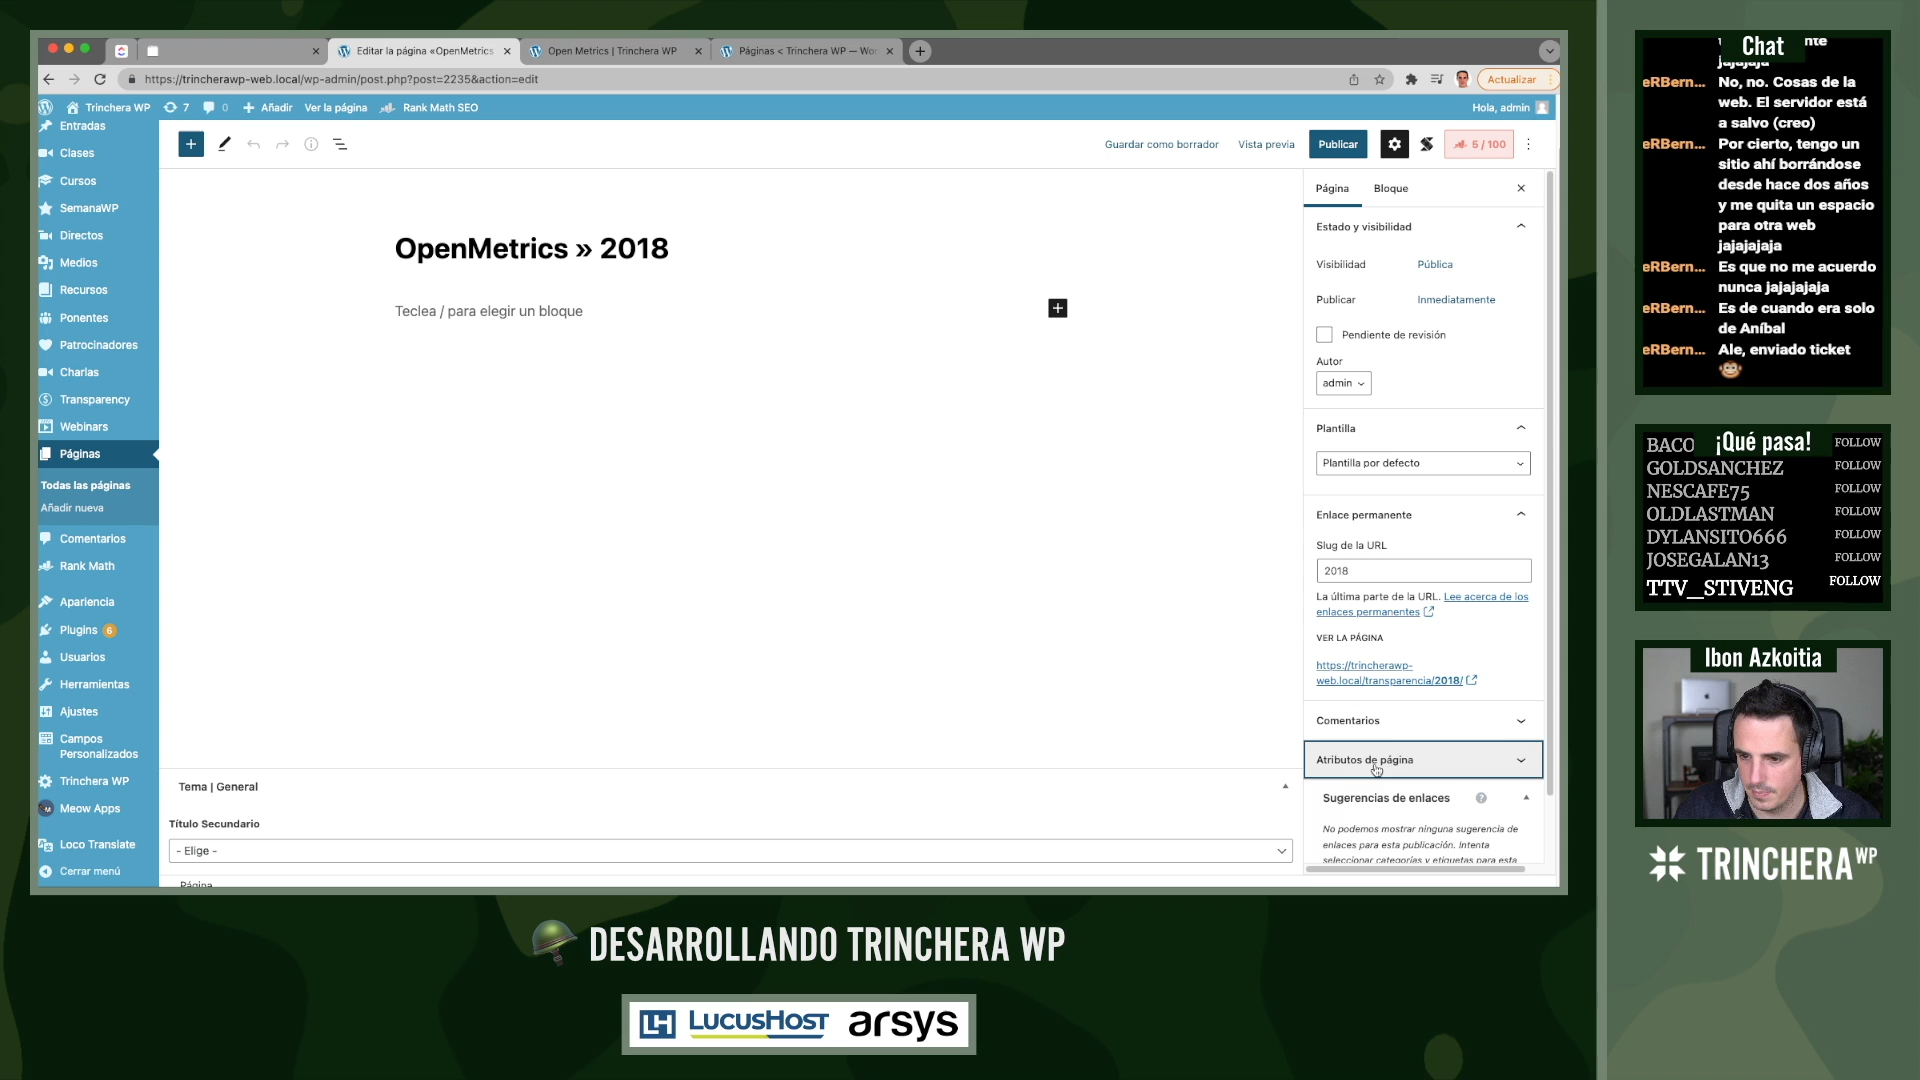 Editar la página «OpenMetrics
Open Metrics | Trinchera WP
Páginas < Trinchera WP — Wor
https://trincherawp-web.local/wp-admin/post.php?post=2235&action=edit
Actualizar
Trinchera WP
7
0
Añadir
Ver la página
Rank Math SEO
Hola, admin
Entradas
Clases
Cursos
SemanaWP
Directos
Medios
Recursos
Ponentes
Patrocinadores
Charlas
Transparency
Webinars
Páginas
Todas las páginas
Añadir nueva
Comentarios
Rank Math
Apariencia
Plugins 6
Usuarios
Herramientas
Ajustes
Campos
Personalizados
Trinchera WP
Meow Apps
Loco Translate
Cerrar menú
Guardar como borrador
Vista previa
Publicar
5 / 100
OpenMetrics » 2018
Teclea / para elegir un bloque
Tema | General
Título Secundario
- Elige -
Página
Página
Bloque
Estado y visibilidad
Visibilidad
Pública
Publicar
Inmediatamente
Pendiente de revisión
Autor
admin
Plantilla
Plantilla por defecto
Enlace permanente
Slug de la URL
2018
La última parte de la URL. Lee acerca de los
enlaces permanentes
VER LA PÁGINA
https://trincherawp-
web.local/transparencia/2018/
Comentarios
Atributos de página
Sugerencias de enlaces
No podemos mostrar ninguna sugerencia de
enlaces para esta publicación. Intenta
seleccionar categorías y etiquetas para esta
Chat
nte
jajajaja
eRBern... No, no. Cosas de la
web. El servidor está
a salvo (creo)
eRBern... Por cierto, tengo un
sitio ahí borrándose
desde hace dos años
y me quita un espacio
para otra web
jajajajaja
eRBern... Es que no me acuerdo
nunca jajajajaja
eRBern... Es de cuando era solo
de Aníbal
eRBern... Ale, enviado ticket
¡Qué pasa!
BACO FOLLOW
GOLDSANCHEZ FOLLOW
NESCAFE75 FOLLOW
OLDLASTMAN FOLLOW
DYLANSITO666 FOLLOW
JOSEGALAN13 FOLLOW
TTV_STIVENG FOLLOW
Ibon Azkoitia
TRINCHERA WP
DESARROLLANDO TRINCHERA WP
LH LUCUSHOST arsys